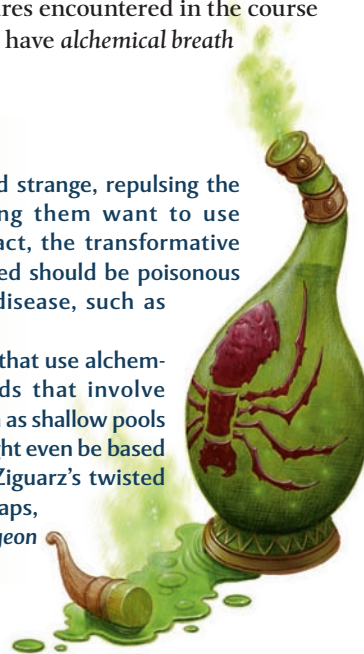 res encountered in the course
have alchemical breath
d strange, repulsing the
ng them want to use
act, the transformative
ed should be poisonous
disease, such as
that use alchem-
ds that involve
n as shallow pools
ght even be based
Ziguarz's twisted
aps,
geon